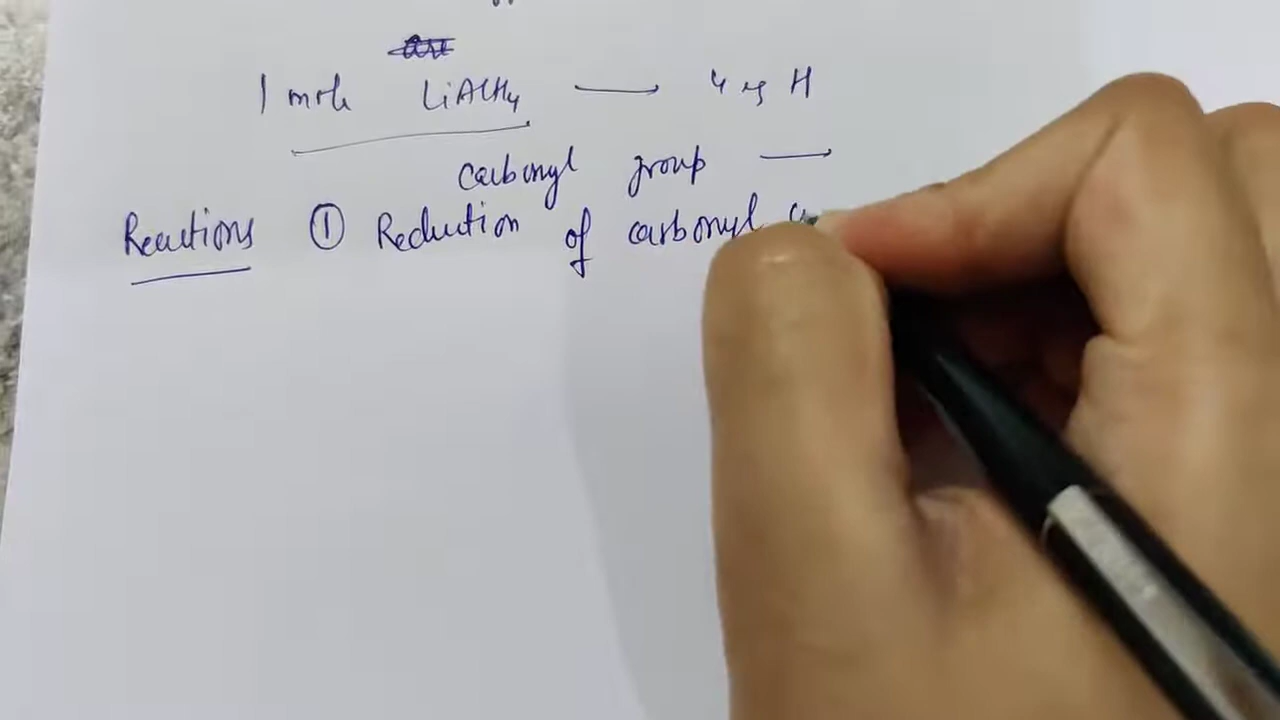 1 mole LiAlH4 ⟶ 4 eq H
Carbonyl group ⟶
Reactions ① Reduction of carbonyl